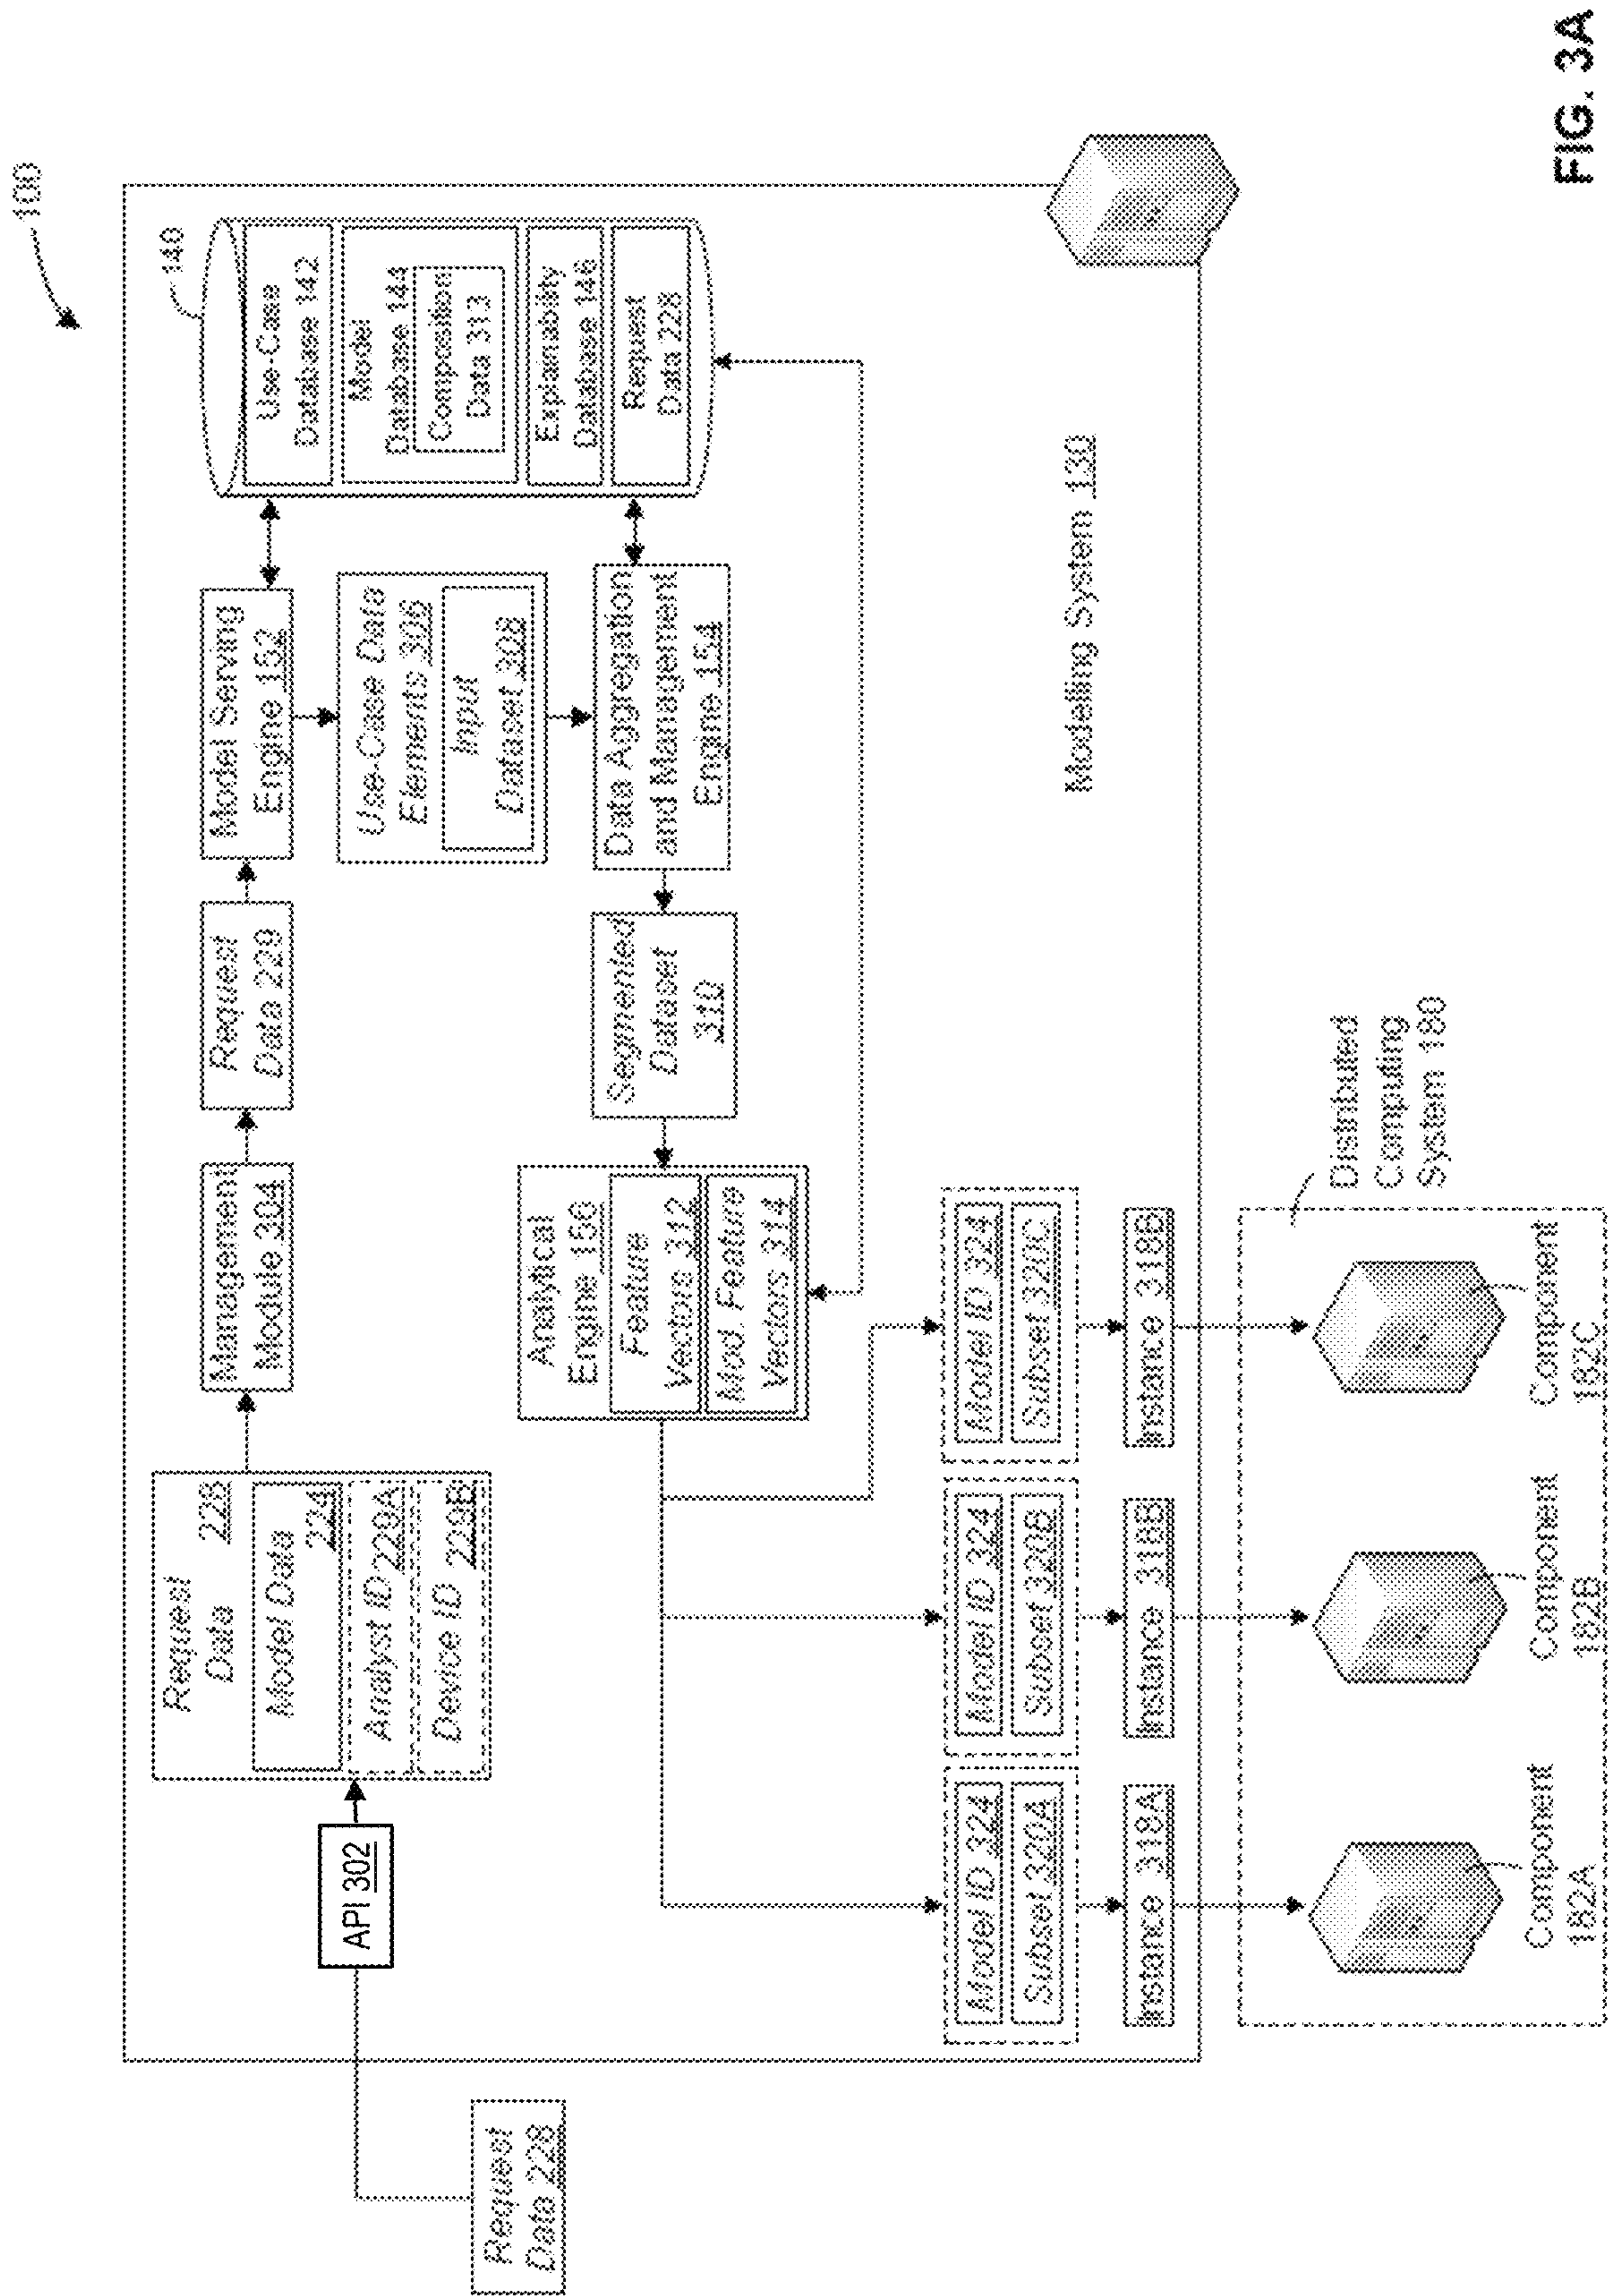 100
Request
Data 228
API 302
Request
Data 228
Model Data
224
Analyst ID 229A
Device ID
229B
Management
Module 304
Request
Data 229
Model Serving
Engine 152
Use-Case Data
Elements 306
Input
Dataset 308
Data Aggregation
and Management
Engine 154
Segmented
Dataset
310
Analytical
Engine 156
Feature
Vectors 312
Mod. Feature
Vectors 314
140
Use-Case
Database 142
Model
Database 144
Composition
Data 313
Explainability
Database 146
Request
Data 228
Model ID 324
Subset 320A
Instance 318A
Model ID 324
Subset 320B
Instance 318B
Model ID 324
Subset 320C
Instance 318B
Modelling System 130
Component
182A
Component
182B
Component
182C
Distributed
Computing
System 180
FIG. 3A